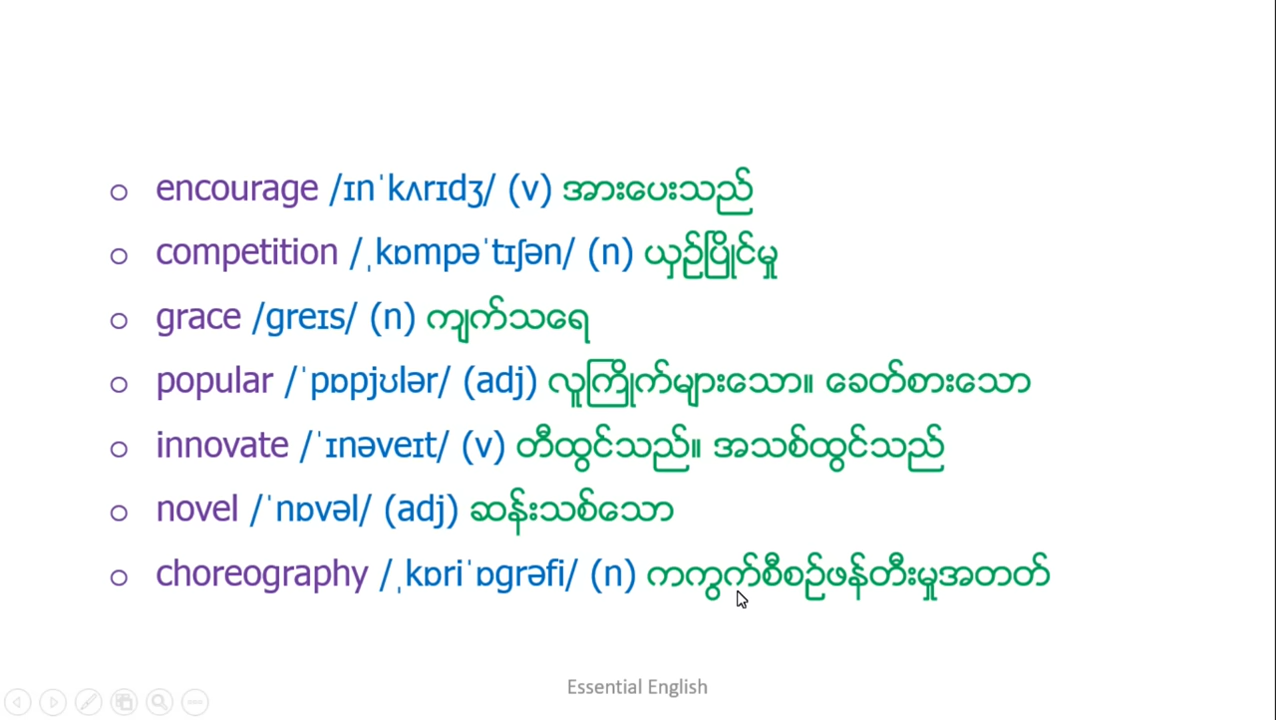 encourage /ɪnˈkʌrɪdʒ/ (v) အားပေးသည်
competition /ˌkɒmpəˈtɪʃən/ (n) ယှဉ်ပြိုင်မှု
grace /greɪs/ (n) ကျက်သရေ
popular /ˈpɒpjʊlər/ (adj) လူကြိုက်များသော။ ခေတ်စားသော
innovate /ˈɪnəveɪt/ (v) တီထွင်သည်။ အသစ်ထွင်သည်
novel /ˈnɒvəl/ (adj) ဆန်းသစ်သော
choreography /ˌkɒriˈɒgrəfi/ (n) ကကွက်စီစဉ်ဖန်တီးမှုအတတ်
Essential English